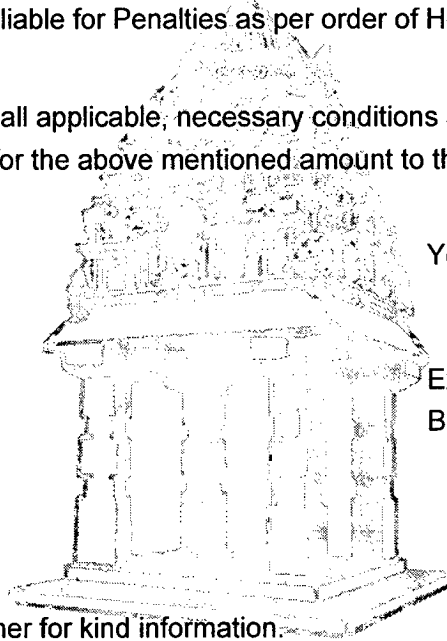 liable for Penalties as per order of H
all applicable, necessary conditions
or the above mentioned amount to th
Y
E
B
ner for kind information.